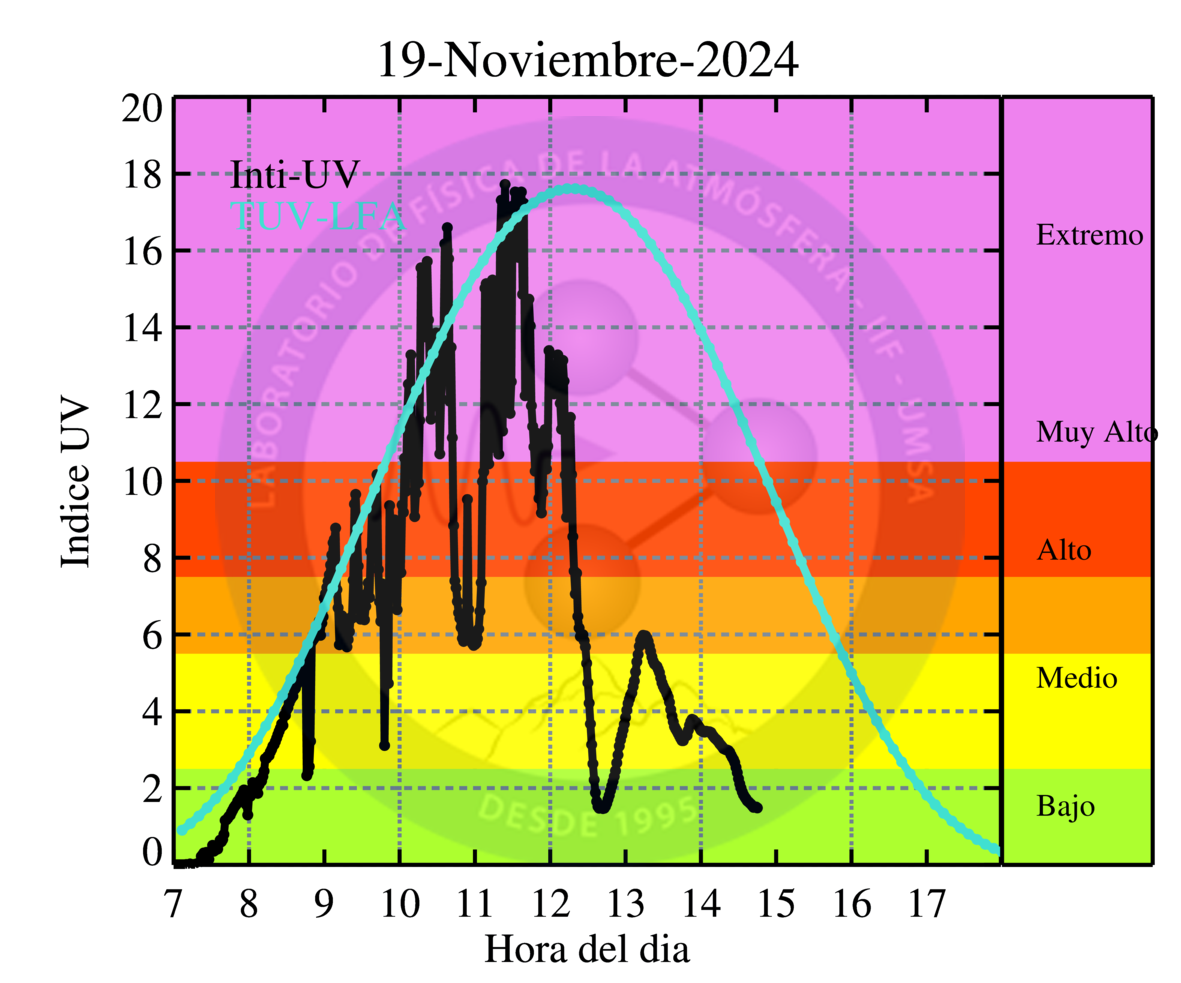 19-Noviembre-2024
20
18
16
14
12
10
8
6
4
2
0
Indice UV
Inti-UV
TUV-LFA
LABORATORIO DE FÍSICA DE LA ATMÓSFERA - IIF - UMSA
DESDE 1995
Extremo
Muy Alto
Alto
Medio
Bajo
7 8 9 10 11 12 13 14 15 16 17
Hora del dia